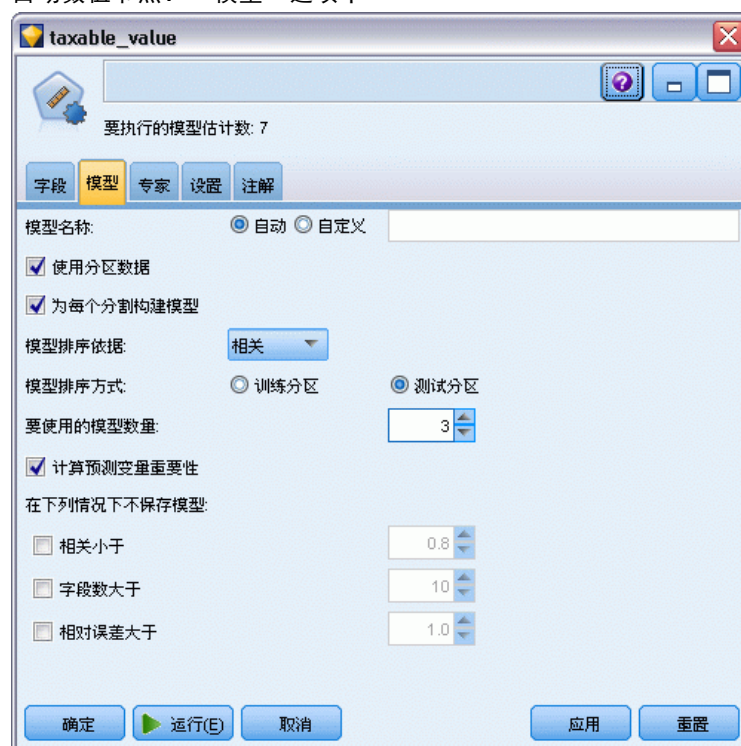 taxable_value
要执行的模型估计数: 7
字段 模型 专家 设置 注解
模型名称: 自动 自定义
使用分区数据
为每个分割构建模型
模型排序依据: 相关
模型排序方式: 训练分区 测试分区
要使用的模型数量: 3
计算预测变量重要性
在下列情况下不保存模型:
相关小于 0.8
字段数大于 10
相对误差大于 1.0
确定 运行(E) 取消 应用 重置